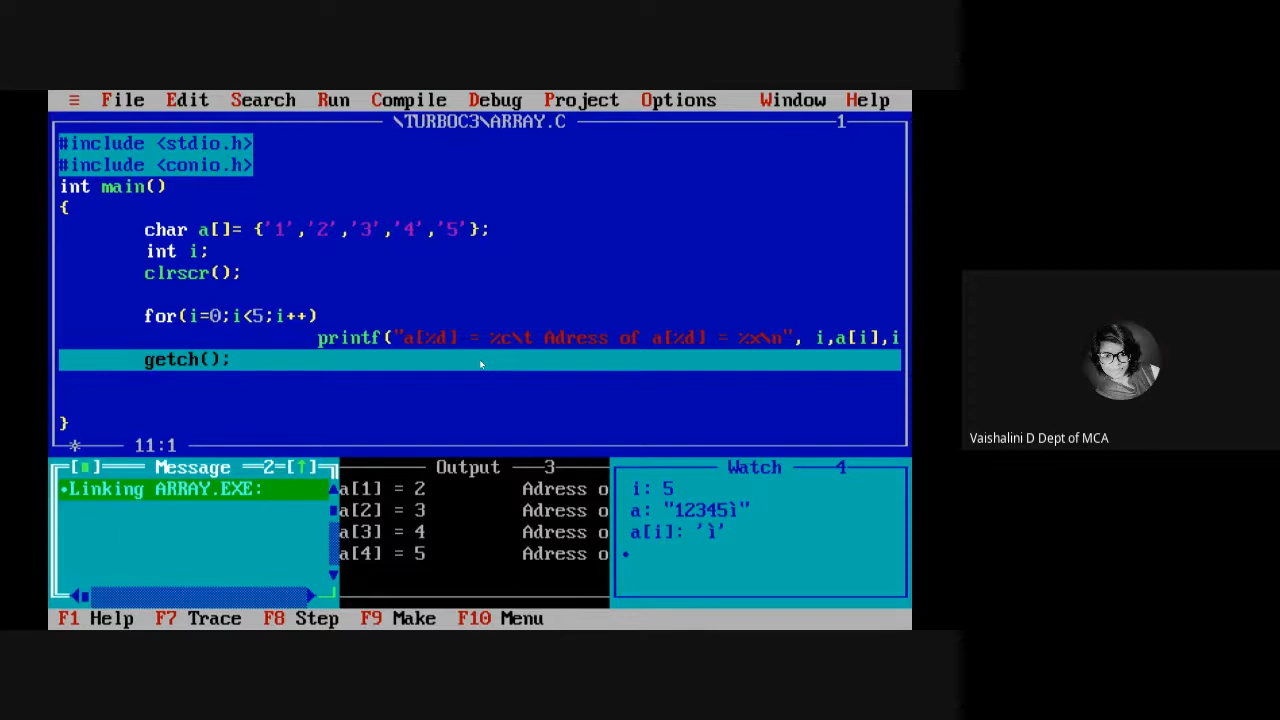 ≡ File Edit Search Run Compile Debug Project Options Window Help
\TURBOC3\ARRAY.C 1
#include <stdio.h>
#include <conio.h>
int main()
{
char a[]= {'1','2','3','4','5'};
int i;
clrscr();
for(i=0;i<5;i++)
printf("a[%d] = %c\t Adress of a[%d] = %x\n", i,a[i],i
getch();
}
11:1
[■] Message 2=[↑]
•Linking ARRAY.EXE:
Output 3
a[1] = 2 Adress o
a[2] = 3 Adress o
a[3] = 4 Adress o
a[4] = 5 Adress o
Watch 4
i: 5
a: "12345ì"
a[i]: 'ì'
F1 Help F7 Trace F8 Step F9 Make F10 Menu
Vaishalini D Dept of MCA